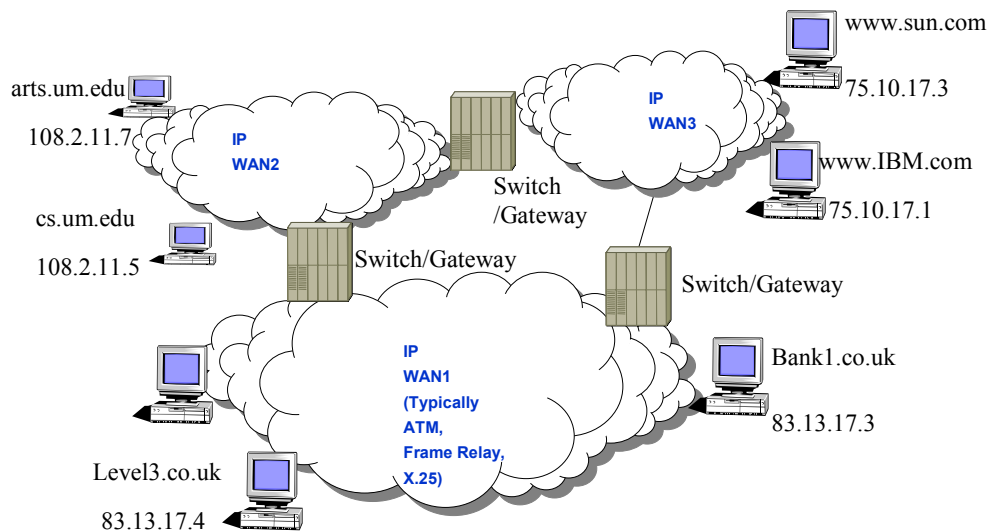 www.sun.com
75.10.17.3
arts.um.edu
108.2.11.7
IP
WAN2
IP
WAN3
www.IBM.com
75.10.17.1
Switch
/Gateway
cs.um.edu
108.2.11.5
Switch/Gateway
Switch/Gateway
IP
WAN1
(Typically
ATM,
Frame Relay,
X.25)
Bank1.co.uk
83.13.17.3
Level3.co.uk
83.13.17.4